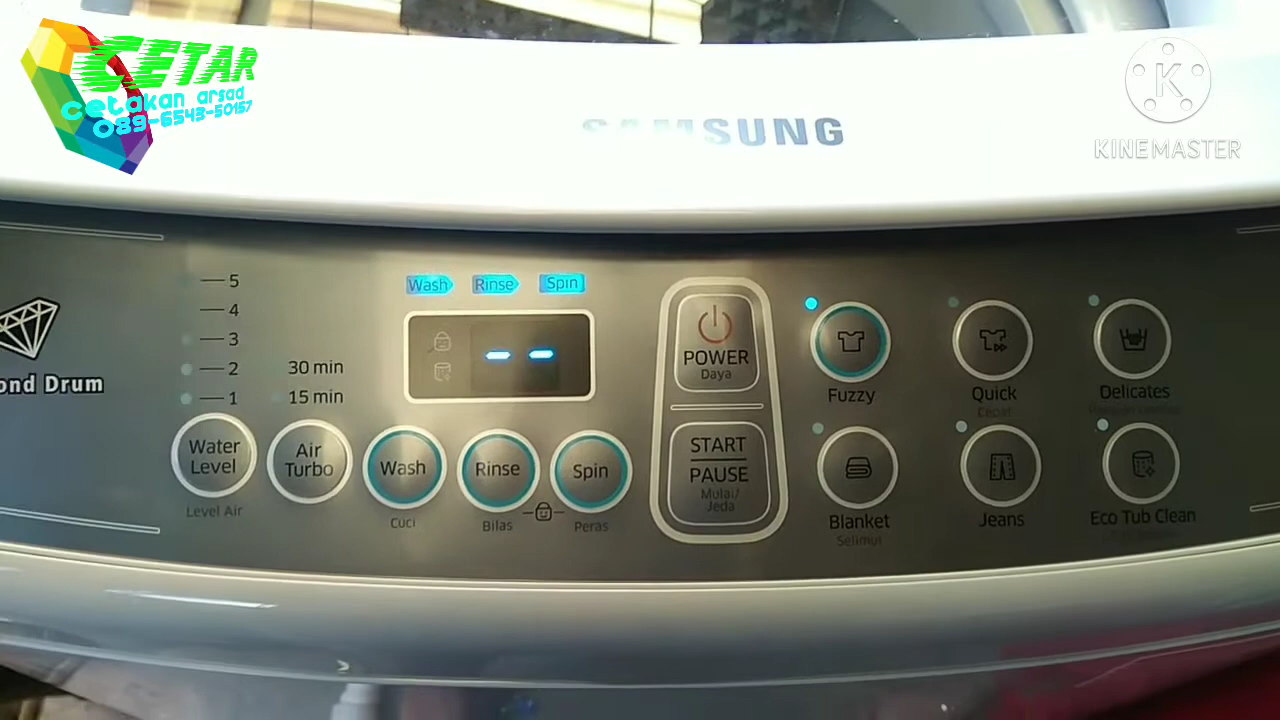 CETAR
cetakan arsad
089-6543-50157
K
KINEMASTER
SAMSUNG
ond Drum
5
4
3
2
1
30 min
15 min
Wash
Rinse
Spin
--
Water
Level
Level Air
Air
Turbo
Wash
Cuci
Rinse
Bilas
Spin
Peras
POWER
Daya
START
PAUSE
Mulai/
Jeda
Fuzzy
Quick
Cepat
Delicates
Blanket
Selimut
Jeans
Eco Tub Clean